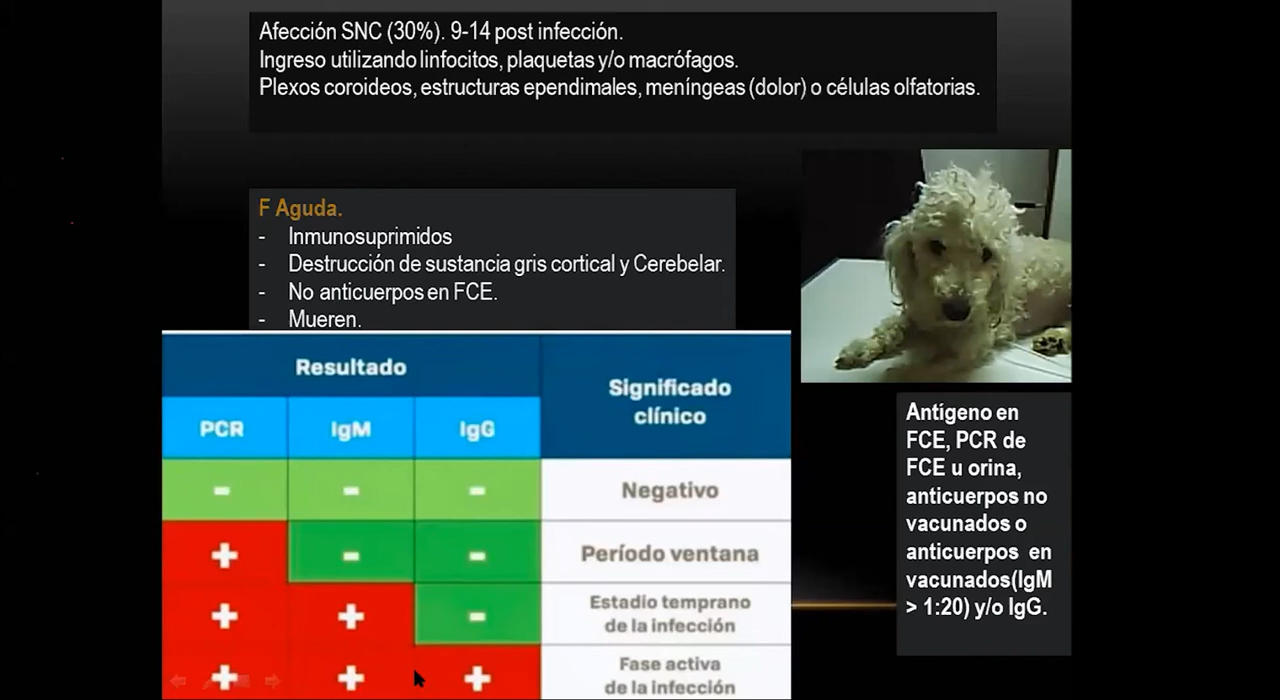 Afección SNC (30%). 9-14 post infección.
Ingreso utilizando linfocitos, plaquetas y/o macrófagos.
Plexos coroideos, estructuras ependimales, meníngeas (dolor) o células olfatorias.
F Aguda.
- Inmunosuprimidos
- Destrucción de sustancia gris cortical y Cerebelar.
- No anticuerpos en FCE.
- Mueren.
Resultado
Significado
clínico
PCR IgM IgG
- - - Negativo
+ - - Período ventana
+ + - Estadio temprano
de la infección
+ + + Fase activa
de la infección
Antígeno en
FCE, PCR de
FCE u orina,
anticuerpos no
vacunados o
anticuerpos en
vacunados(IgM
> 1:20) y/o IgG.